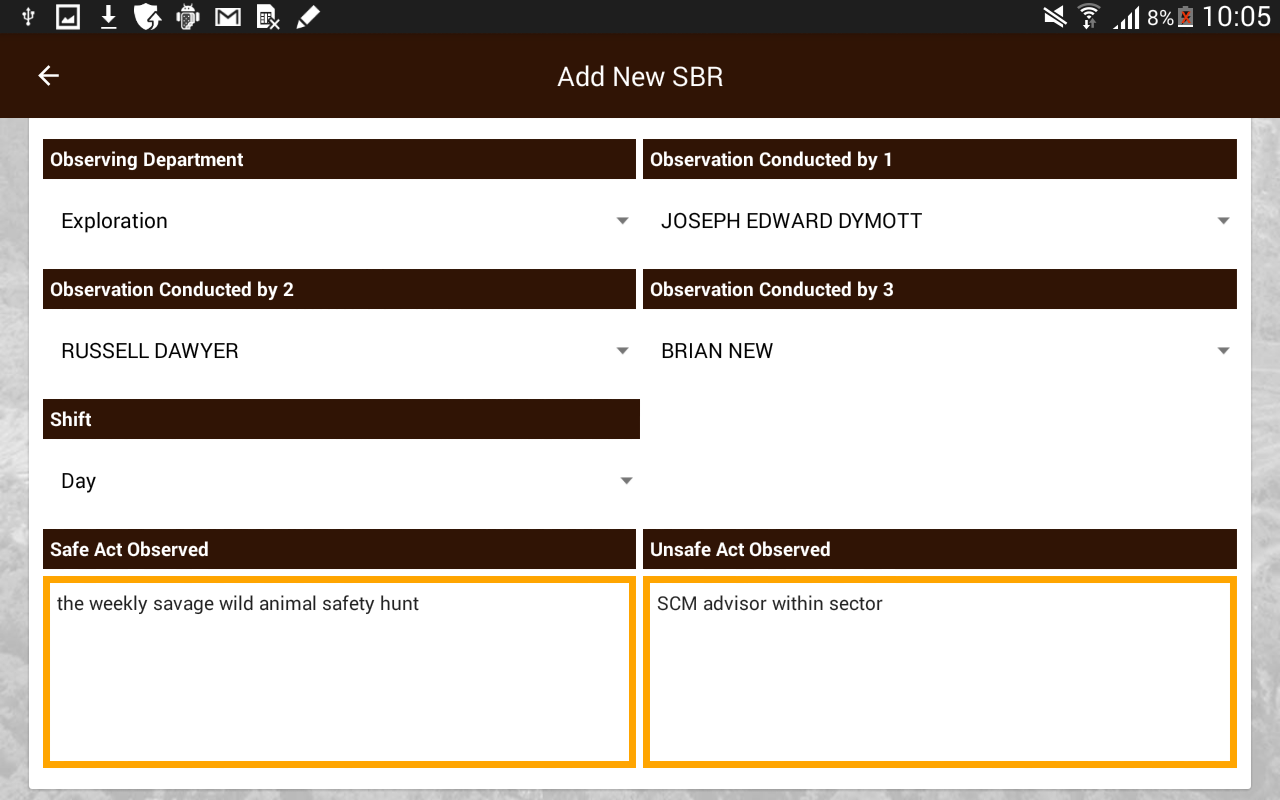 8% 10:05
Add New SBR
Observing Department
Observation Conducted by 1
Exploration
JOSEPH EDWARD DYMOTT
Observation Conducted by 2
Observation Conducted by 3
RUSSELL DAWYER
BRIAN NEW
Shift
Day
Safe Act Observed
Unsafe Act Observed
the weekly savage wild animal safety hunt
SCM advisor within sector